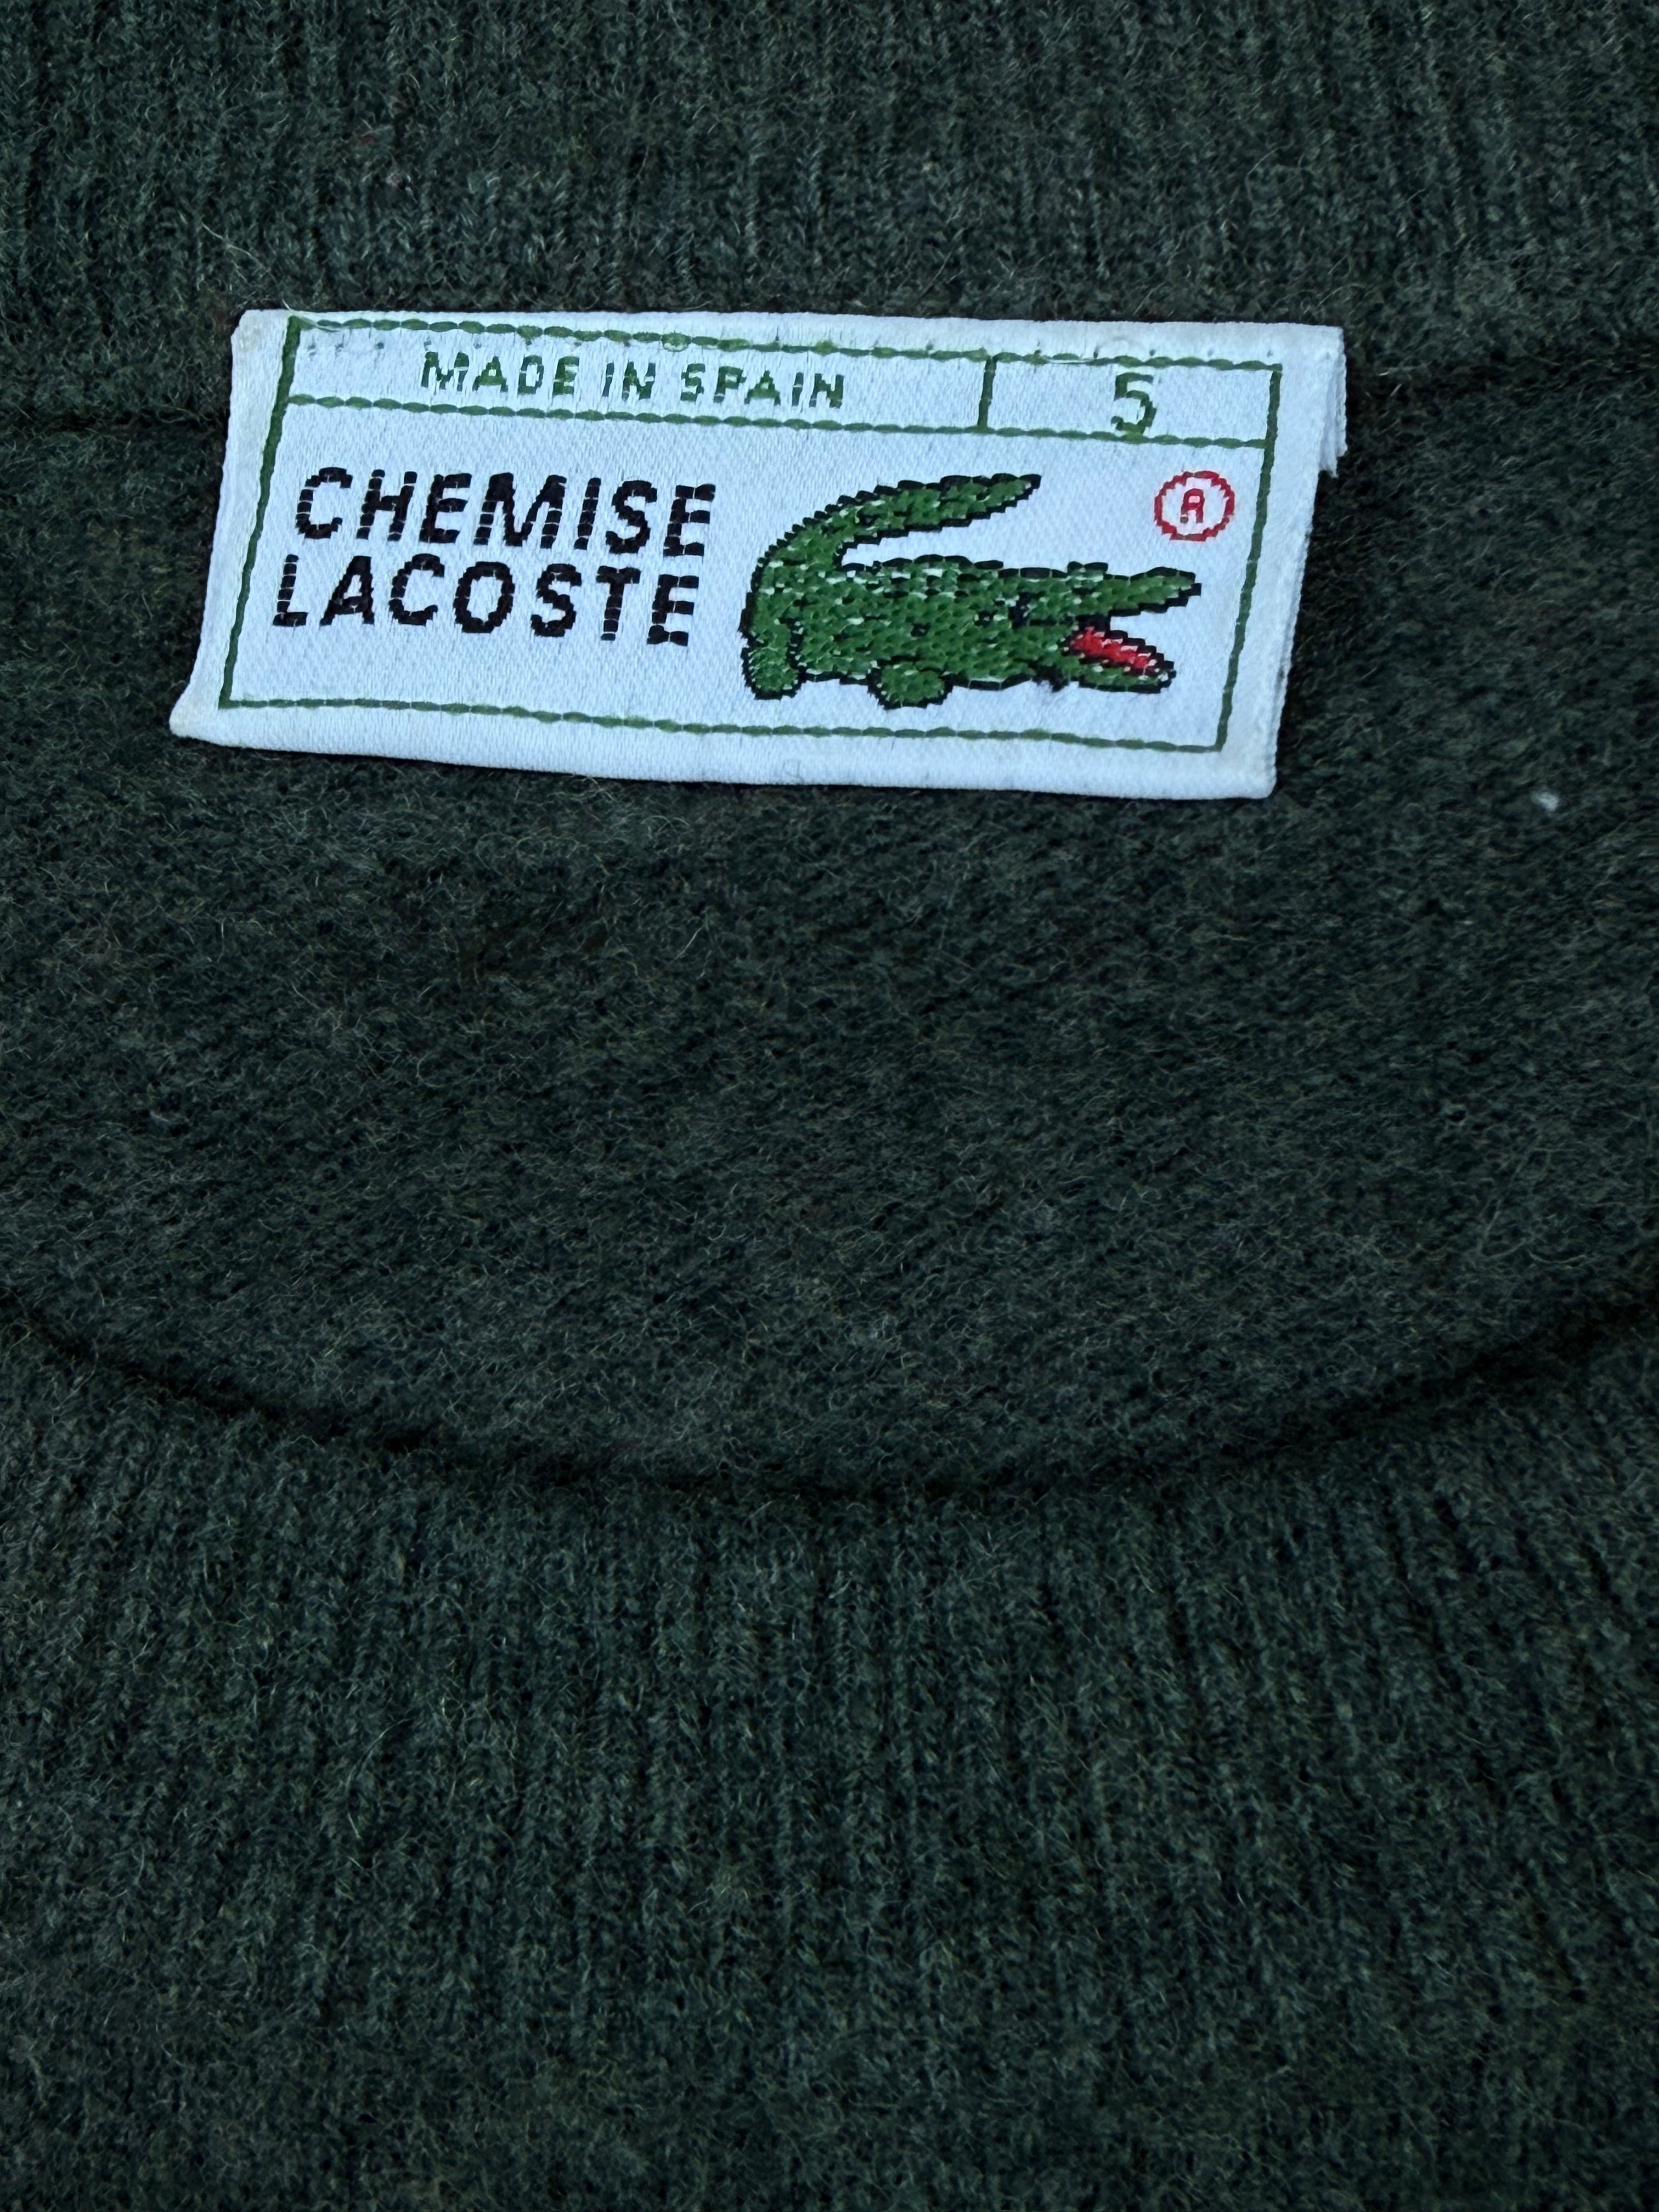 MADE IN SPAIN 5
CHEMISE
LACOSTE
®